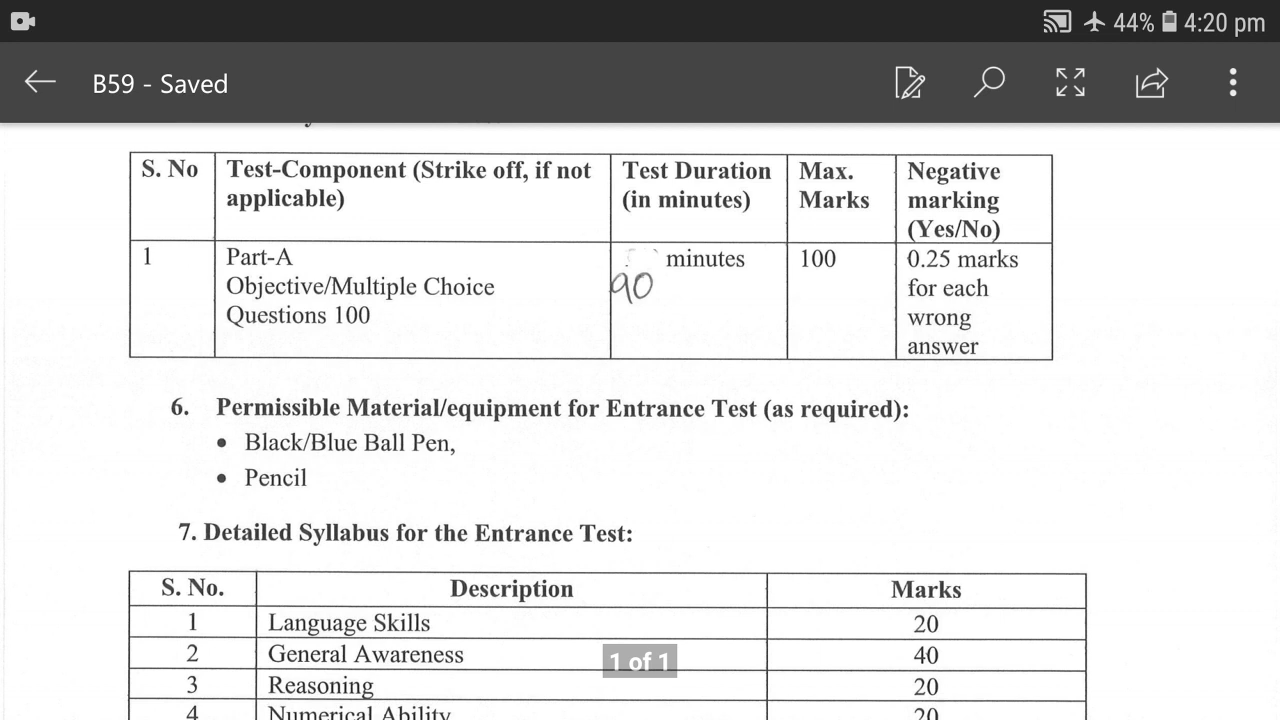 44% 4:20 pm
B59 - Saved
S. No Test-Component (Strike off, if not applicable) Test Duration (in minutes) Max. Marks Negative marking (Yes/No)
1 Part-A Objective/Multiple Choice Questions 100 90 minutes 100 0.25 marks for each wrong answer
6. Permissible Material/equipment for Entrance Test (as required):
• Black/Blue Ball Pen,
• Pencil
7. Detailed Syllabus for the Entrance Test:
S. No. Description Marks
1 Language Skills 20
2 General Awareness 40
1 of 1
3 Reasoning 20
4 Numerical Ability 20